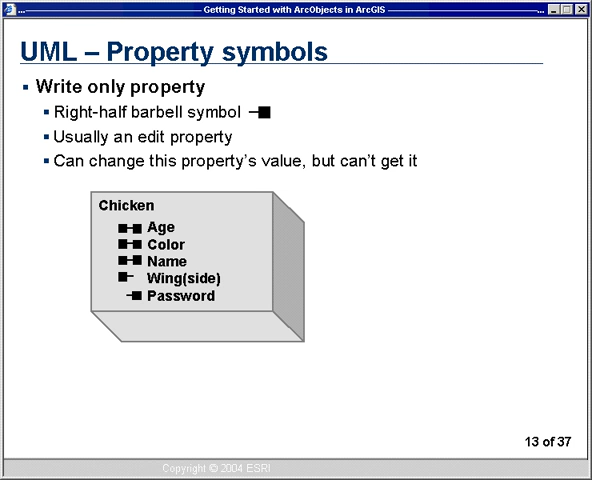 ... Getting Started with ArcObjects in ArcGIS ...
UML – Property symbols
Write only property
Right-half barbell symbol
Usually an edit property
Can change this property's value, but can't get it
Chicken
Age
Color
Name
Wing(side)
Password
13 of 37
Copyright © 2004 ESRI